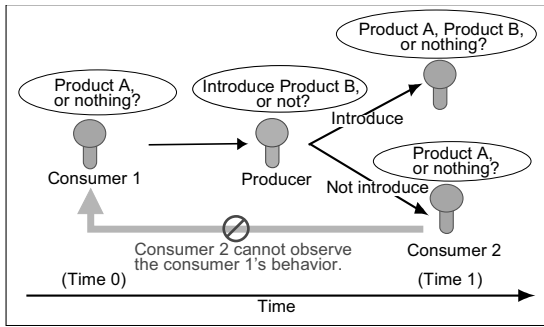 Product A, Product B,
or nothing?
Product A,
or nothing?
Introduce Product B,
or not?
Introduce
Consumer 1
Producer
Product A,
or nothing?
Not introduce
Consumer 2 cannot observe
the consumer 1's behavior.
Consumer 2
(Time 0)
(Time 1)
Time